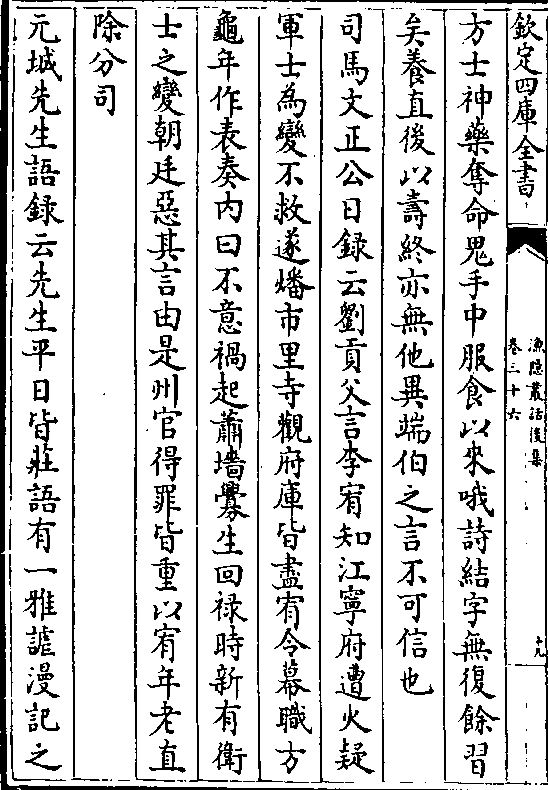 欽定四庫全書
漁隱叢話後集
卷三十六
十九
方士神藥奪命鬼手中服食以來哦詩結字無復餘習
矣養直後以壽終亦無他異端伯之言不可信也
司馬文正公日錄云劉貢父言李宥知江寧府遭火疑
軍士為變不救遂燔市里寺觀府庫皆盡宥令幕職方
龜年作表奏內曰不意禍起蕭墻釁生回祿時新有衛
士之變朝廷惡其言由是州官得罪皆重以宥年老直
除分司
元城先生語錄云先生平日皆莊語有一雅謔漫記之